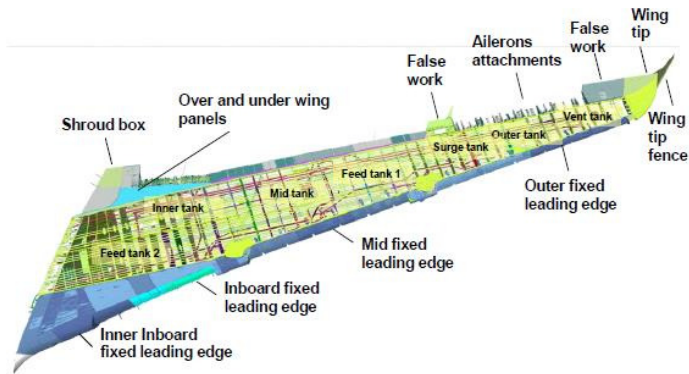 Wing
tip
False
work
Ailerons
attachments
False
work
Over and under wing
panels
Shroud box
Vent tank
Outer tank
Surge tank
Wing
tip
fence
Feed tank 1
Mid tank
Inner tank
Outer fixed
leading edge
Feed tank 2
Mid fixed
leading edge
Inboard fixed
leading edge
Inner Inboard
fixed leading edge